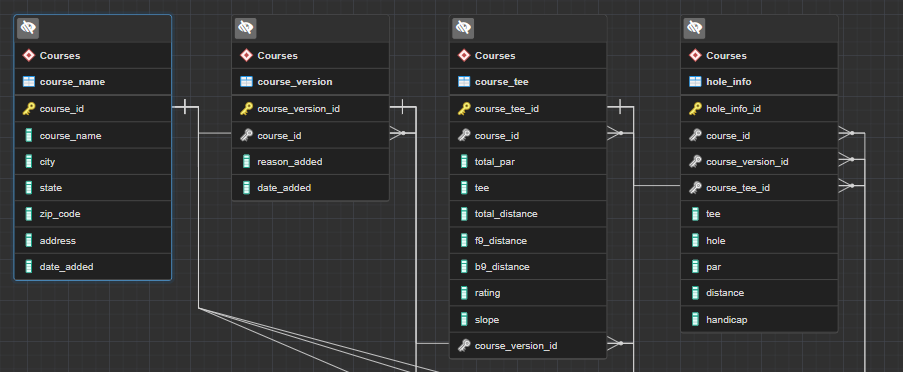 Courses
course_name
course_id
course_name
city
state
zip_code
address
date_added
Courses
course_version
course_version_id
course_id
reason_added
date_added
Courses
course_tee
course_tee_id
course_id
total_par
tee
total_distance
f9_distance
b9_distance
rating
slope
course_version_id
Courses
hole_info
hole_info_id
course_id
course_version_id
course_tee_id
tee
hole
par
distance
handicap